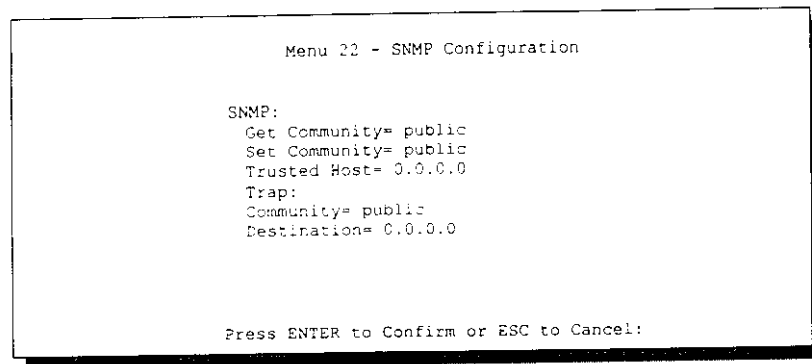 Menu 22 - SNMP Configuration
SNMP:
Get Community= public
Set Community= public
Trusted Host= 0.0.0.0
Trap:
Community= public
Destination= 0.0.0.0
Press ENTER to Confirm or ESC to Cancel: